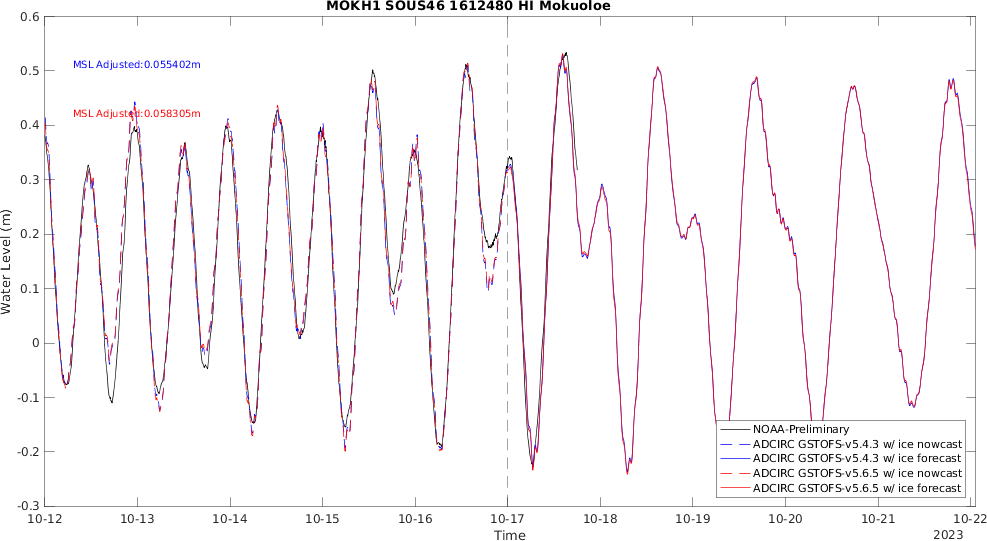 MOKH1 SOUS46 1612480 HI Mokuoloe
0.6
0.5
0.4
0.3
0.2
0.1
0
-0.1
-0.2
-0.3
Water Level (m)
MSL Adjusted:0.055402m
MSL Adjusted:0.058305m
NOAA-Preliminary
ADCIRC GSTOFS-v5.4.3 w/ ice nowcast
ADCIRC GSTOFS-v5.4.3 w/ ice forecast
ADCIRC GSTOFS-v5.6.5 w/ ice nowcast
ADCIRC GSTOFS-v5.6.5 w/ ice forecast
10-12 10-13 10-14 10-15 10-16 10-17 10-18 10-19 10-20 10-21 10-22
Time
2023